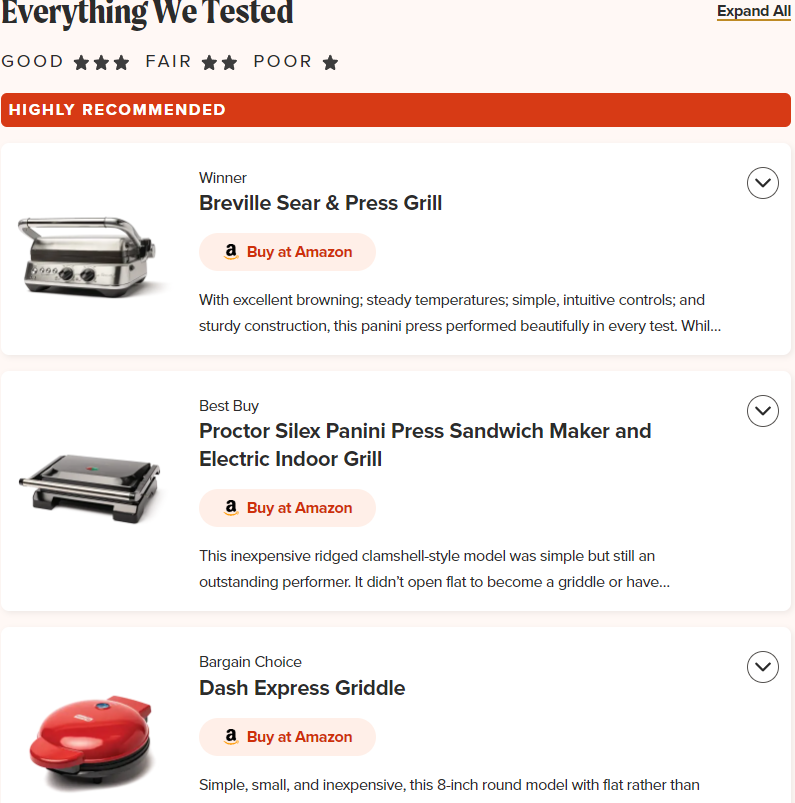 Everything We Tested
Expand All
GOOD ★★★ FAIR ★★ POOR ★
HIGHLY RECOMMENDED
Winner
Breville Sear & Press Grill
Buy at Amazon
With excellent browning; steady temperatures; simple, intuitive controls; and
sturdy construction, this panini press performed beautifully in every test. Whil...
Best Buy
Proctor Silex Panini Press Sandwich Maker and
Electric Indoor Grill
Buy at Amazon
This inexpensive ridged clamshell-style model was simple but still an
outstanding performer. It didn’t open flat to become a griddle or have...
Bargain Choice
Dash Express Griddle
Buy at Amazon
Simple, small, and inexpensive, this 8-inch round model with flat rather than